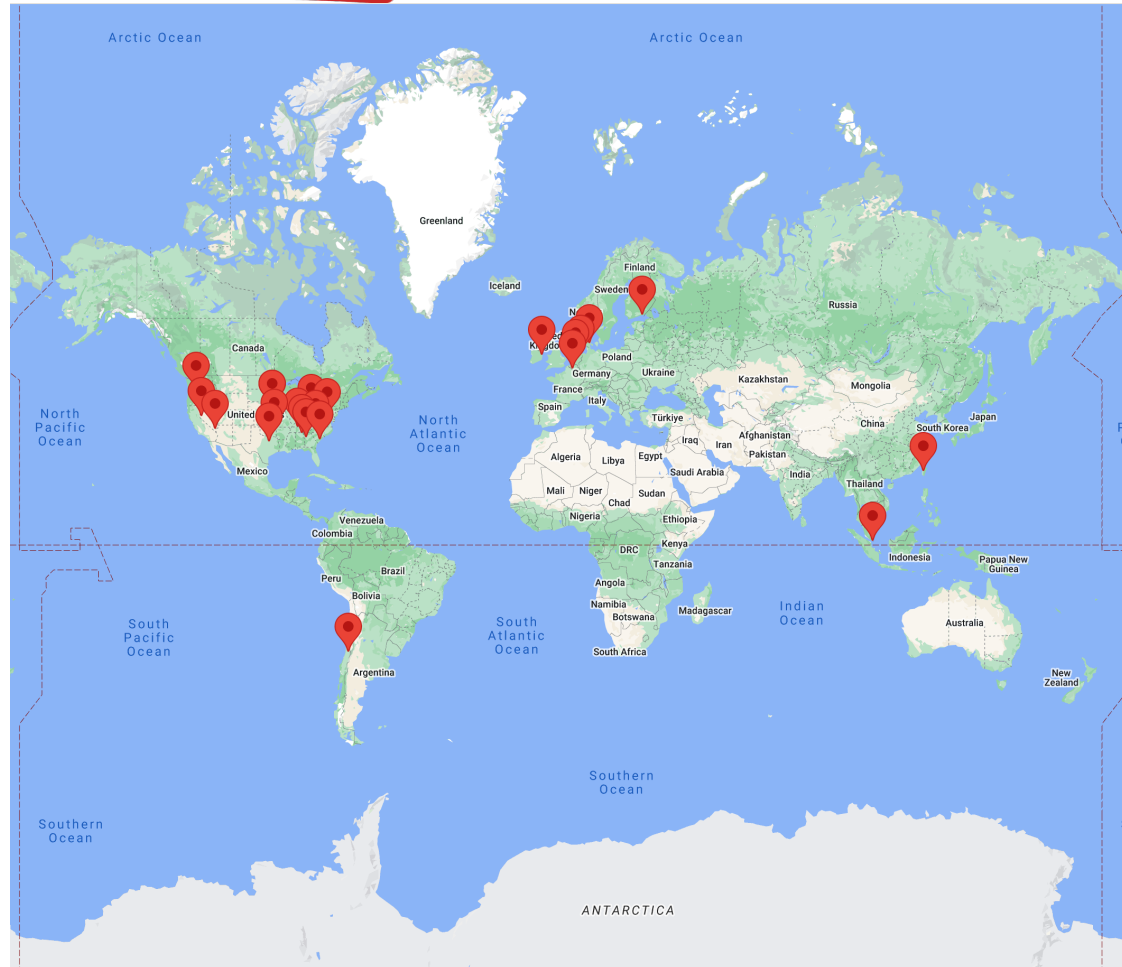 Arctic Ocean
Arctic Ocean
Greenland
Finland
Iceland
Sweden
Russia
Canada
Poland
Kazakhstan
Ukraine
Germany
Mongolia
France
North
Pacific
Ocean
United
Italy
Spain
North
Atlantic
Ocean
Türkiye
Japan
China
South Korea
Iraq
Iran
Afghanistan
Pakistan
Algeria
Libya
Egypt
Mexico
Saudi Arabia
India
Thailand
Mali
Niger
Chad
Sudan
Nigeria
Ethiopia
Venezuela
Colombia
DRC
Kenya
Tanzania
Indonesia
Papua New
Guinea
Peru
Brazil
Bolivia
Angola
Namibia
Botswana
Madagascar
Indian
Ocean
South
Pacific
Ocean
South
Atlantic
Ocean
Australia
South Africa
Argentina
New
Zealand
Southern
Ocean
Southern
Ocean
ANTARCTICA